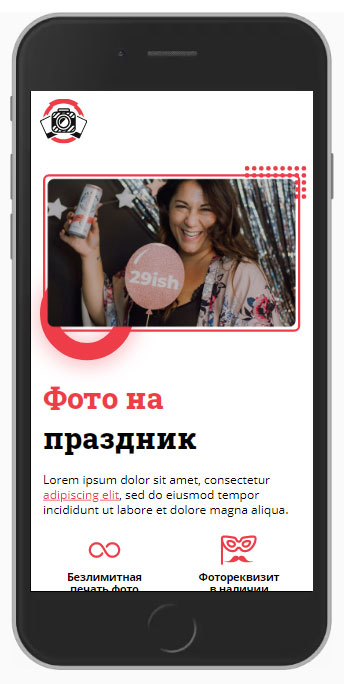 29ish
Фото на
праздник
Lorem ipsum dolor sit amet, consectetur
adipiscing elit, sed do eiusmod tempor
incididunt ut labore et dolore magna aliqua.
Безлимитная Фотореквизит
печать фото в наличии